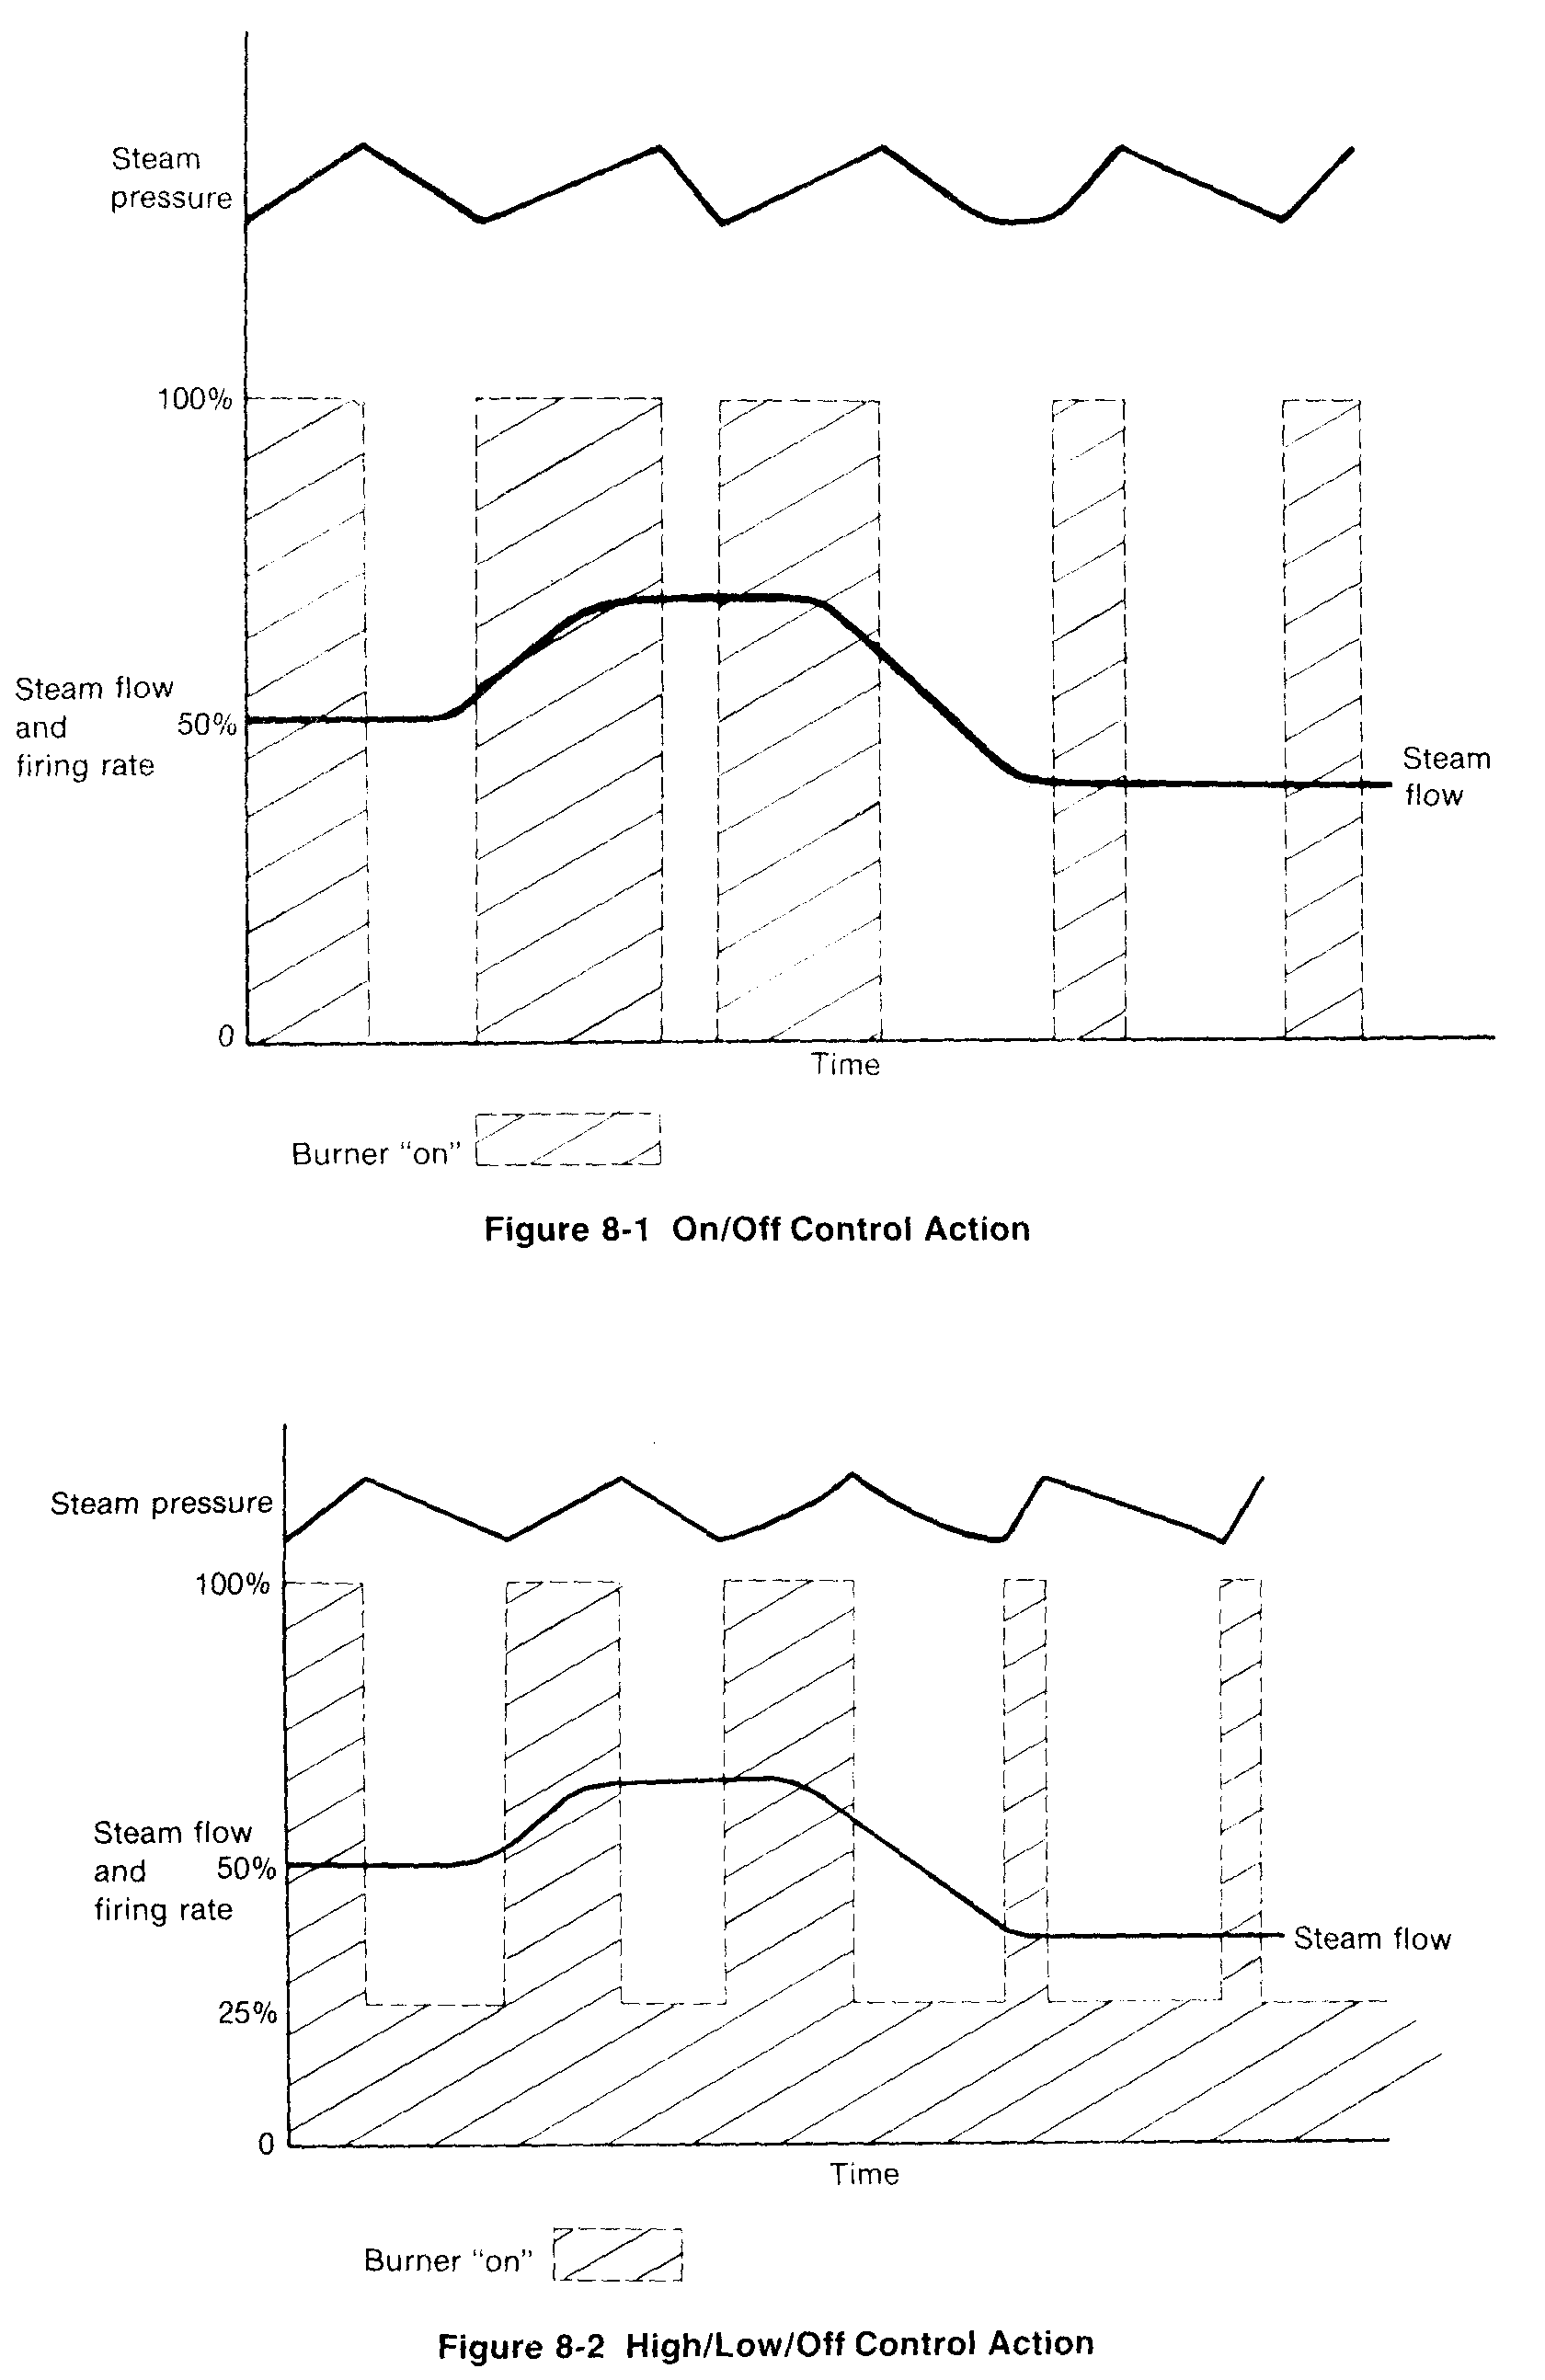 Steam
pressure
100%
Steam flow
and 50%
firing rate
Steam
flow
0
Time
Burner “on”
Figure 8-1 On/Off Control Action
Steam pressure
100%
Steam flow
and 50%
firing rate
Steam flow
25%
0
Time
Burner “on”
Figure 8-2 High/Low/Off Control Action